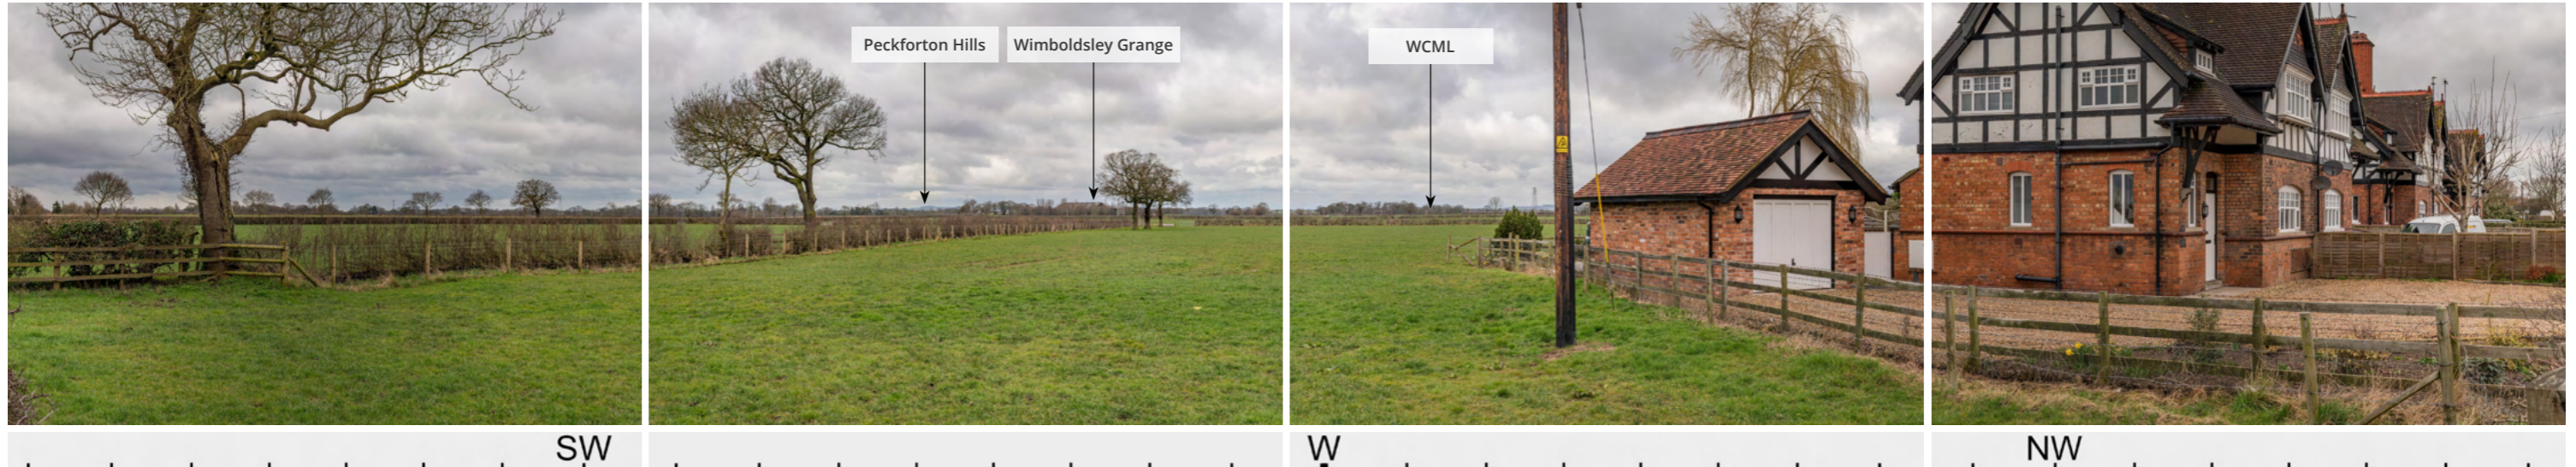 Peckforton Hills
Wimboldsley Grange
WCML
SW
W
NW